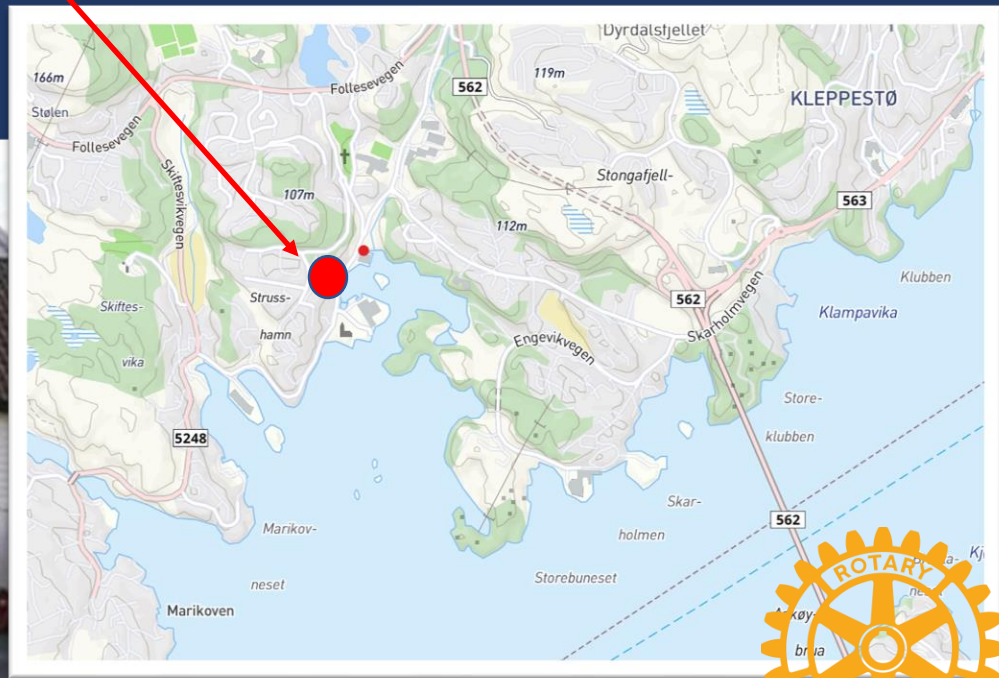 Dyrdalsfjellet
166m
562
119m
Follesevegen
KLEPPESTØ
Stølen
Follesevegen
Skiftesvikvegen
Stongafjell-
107m
563
112m
Klubben
Struss-
hamn
562
Klampavika
Skiftes-
vika
Engevikvegen
Skarholmvegen
Store-
klubben
5248
Skar-
holmen
562
Marikov-
neset
Storebuneset
Marikoven
ROTARY
brua